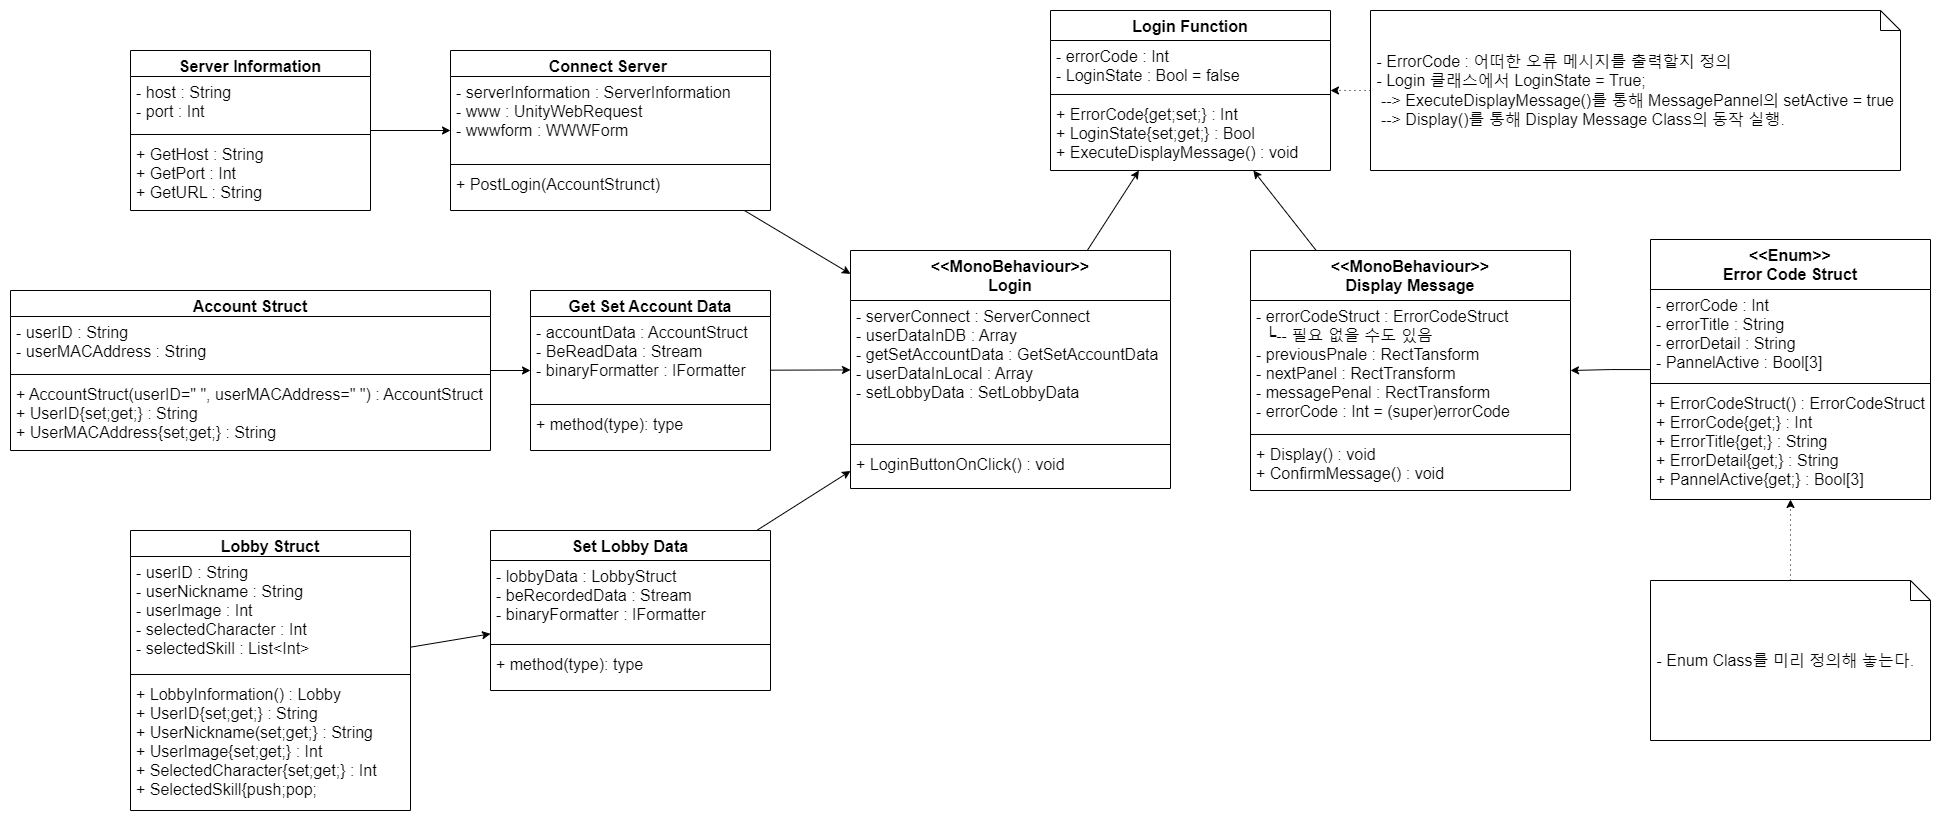 Server Information
- host : String
- port : Int
+ GetHost : String
+ GetPort : Int
+ GetURL : String
Connect Server
- serverInformation : ServerInformation
- www : UnityWebRequest
- wwwform : WWWForm
+ PostLogin(AccountStrunct)
Login Function
- errorCode : Int
- LoginState : Bool = false
+ ErrorCode{get;set;} : Int
+ LoginState{set;get;} : Bool
+ ExecuteDisplayMessage() : void
- ErrorCode : 어떠한 오류 메시지를 출력할지 정의
- Login 클래스에서 LoginState = True;
--> ExecuteDisplayMessage()를 통해 MessagePannel의 setActive = true
--> Display()를 통해 Display Message Class의 동작 실행.
Account Struct
- userID : String
- userMACAddress : String
+ AccountStruct(userID=" ", userMACAddress=" ") : AccountStruct
+ UserID{set;get;} : String
+ UserMACAddress{set;get;} : String
Get Set Account Data
- accountData : AccountStruct
- BeReadData : Stream
- binaryFormatter : IFormatter
+ method(type): type
<<MonoBehaviour>>
Login
- serverConnect : ServerConnect
- userDataInDB : Array
- getSetAccountData : GetSetAccountData
- userDataInLocal : Array
- setLobbyData : SetLobbyData
+ LoginButtonOnClick() : void
<<MonoBehaviour>>
Display Message
- errorCodeStruct : ErrorCodeStruct
┗-- 필요 없을 수도 있음
- previousPnale : RectTansform
- nextPanel : RectTransform
- messagePenal : RectTransform
- errorCode : Int = (super)errorCode
+ Display() : void
+ ConfirmMessage() : void
<<Enum>>
Error Code Struct
- errorCode : Int
- errorTitle : String
- errorDetail : String
- PannelActive : Bool[3]
+ ErrorCodeStruct() : ErrorCodeStruct
+ ErrorCode{get;} : Int
+ ErrorTitle{get;} : String
+ ErrorDetail{get;} : String
+ PannelActive{get;} : Bool[3]
Lobby Struct
- userID : String
- userNickname : String
- userImage : Int
- selectedCharacter : Int
- selectedSkill : List<Int>
+ LobbyInformation() : Lobby
+ UserID{set;get;} : String
+ UserNickname(set;get;} : String
+ UserImage{set;get;} : Int
+ SelectedCharacter{set;get;} : Int
+ SelectedSkill{push;pop;
Set Lobby Data
- lobbyData : LobbyStruct
- beRecordedData : Stream
- binaryFormatter : IFormatter
+ method(type): type
- Enum Class를 미리 정의해 놓는다.